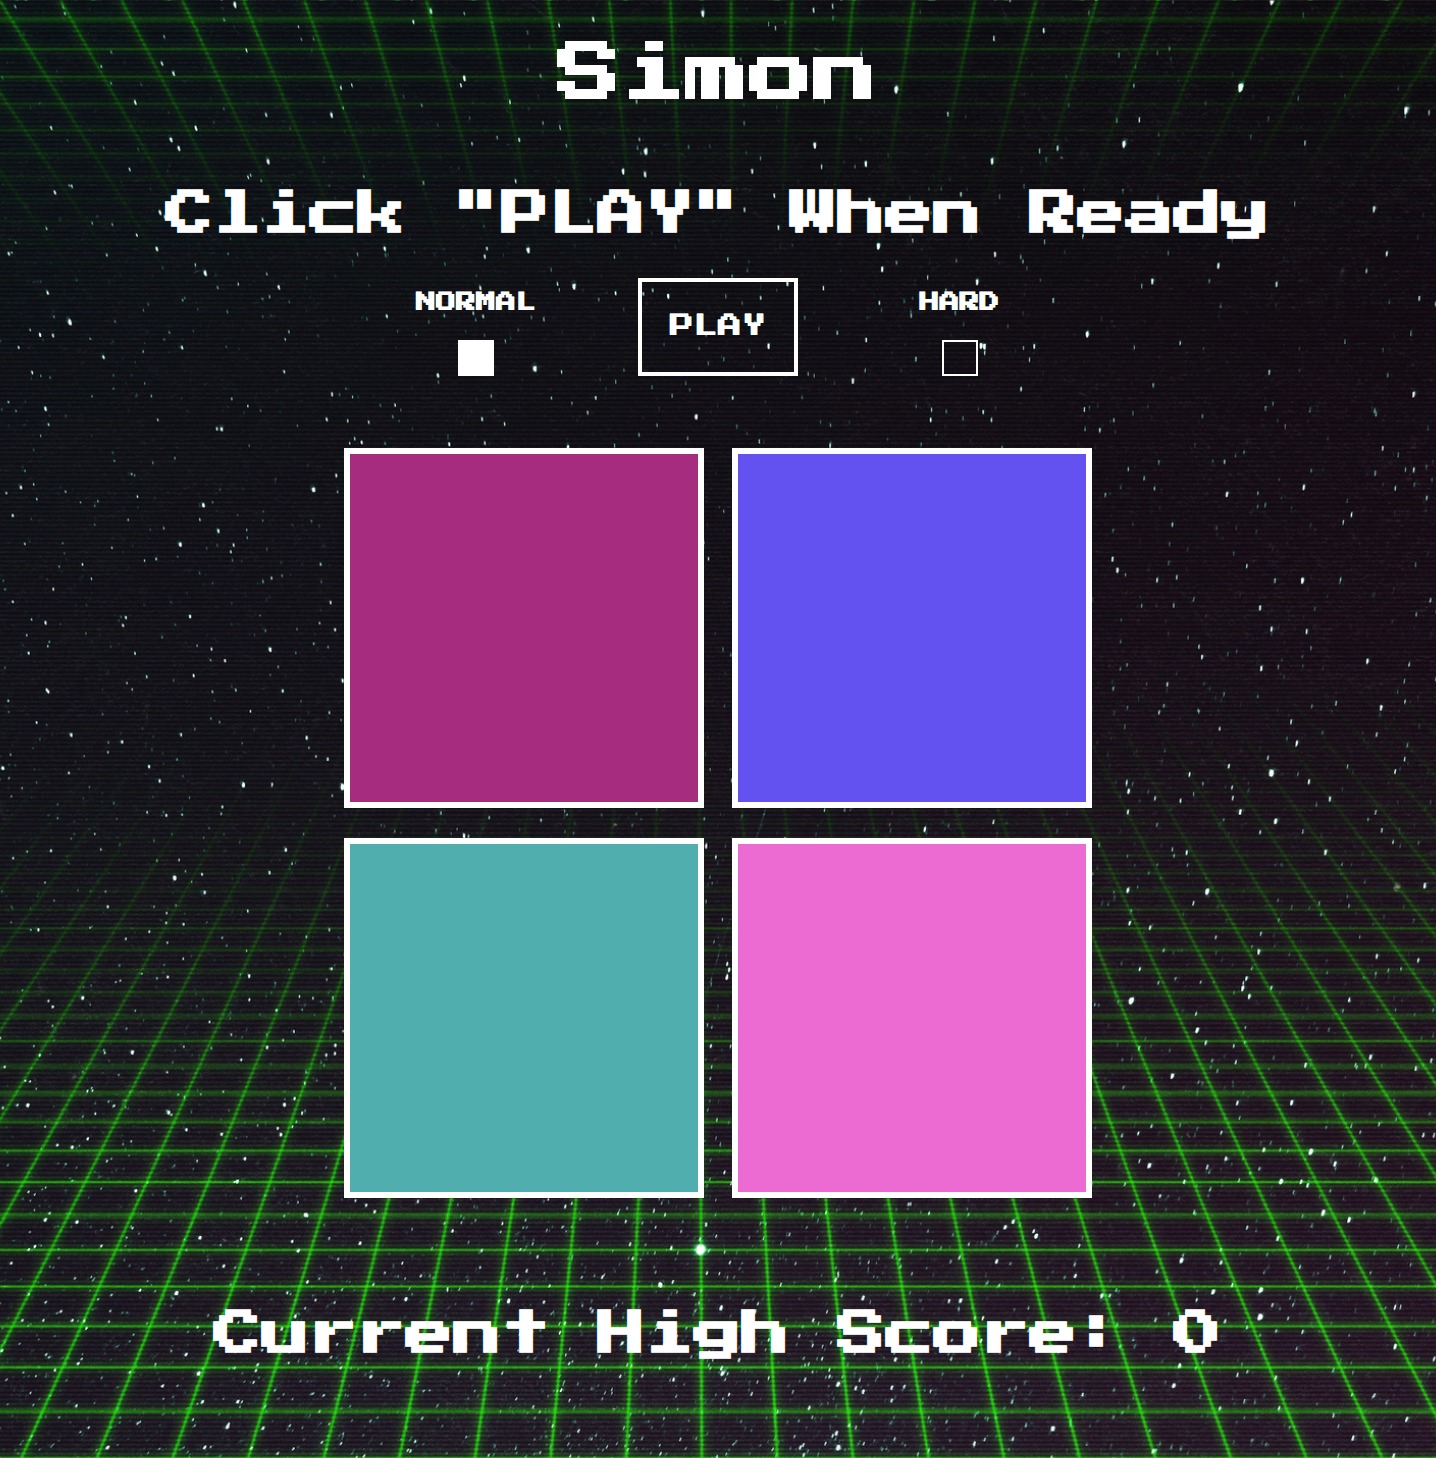 Simon
Click "PLAY" When Ready
NORMAL
PLAY
HARD
Current High Score: 0